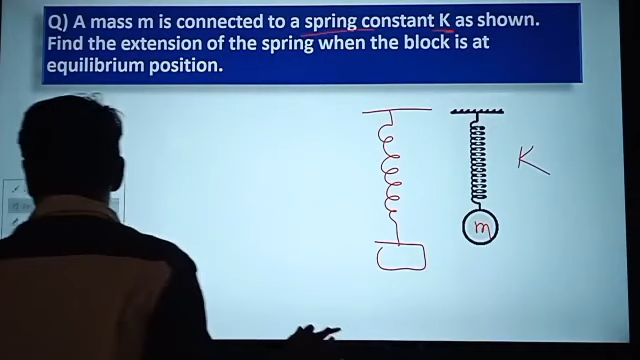 Q) A mass m is connected to a spring constant K as shown.
Find the extension of the spring when the block is at
equilibrium position.
K
m